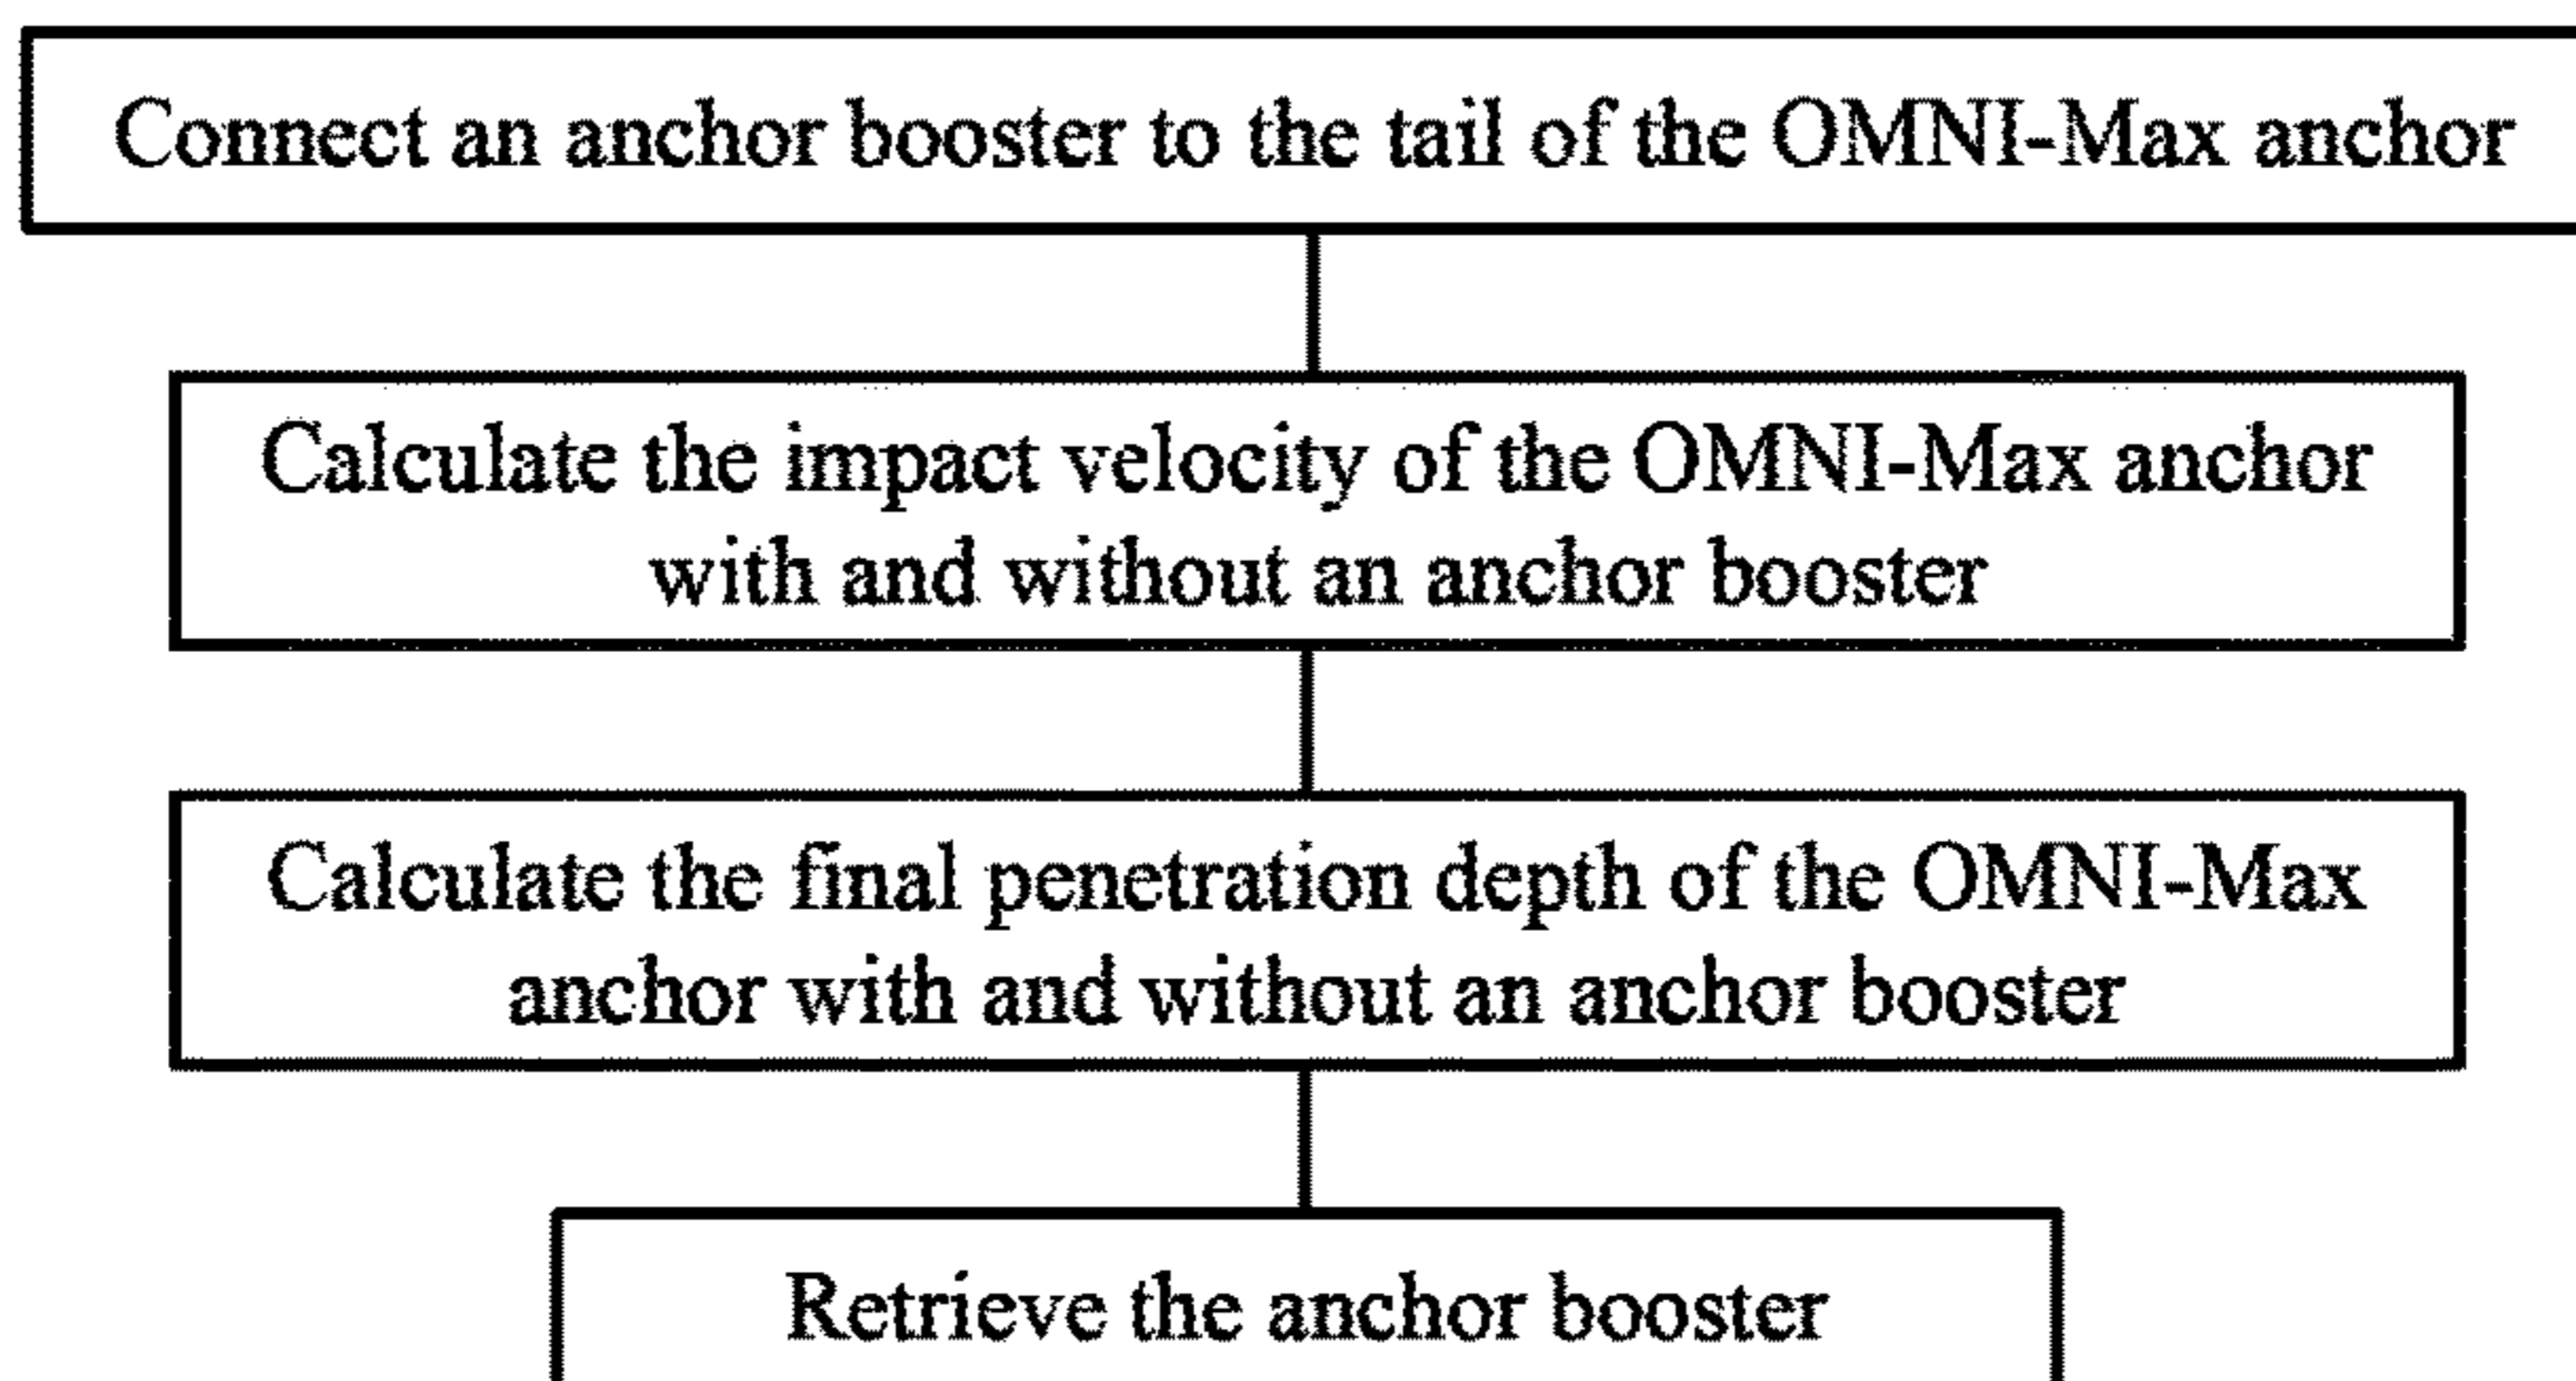 Connect an anchor booster to the tail of the OMNI-Max anchor
Calculate the impact velocity of the OMNI-Max anchor
with and without an anchor booster
Calculate the final penetration depth of the OMNI-Max
anchor with and without an anchor booster
Retrieve the anchor booster